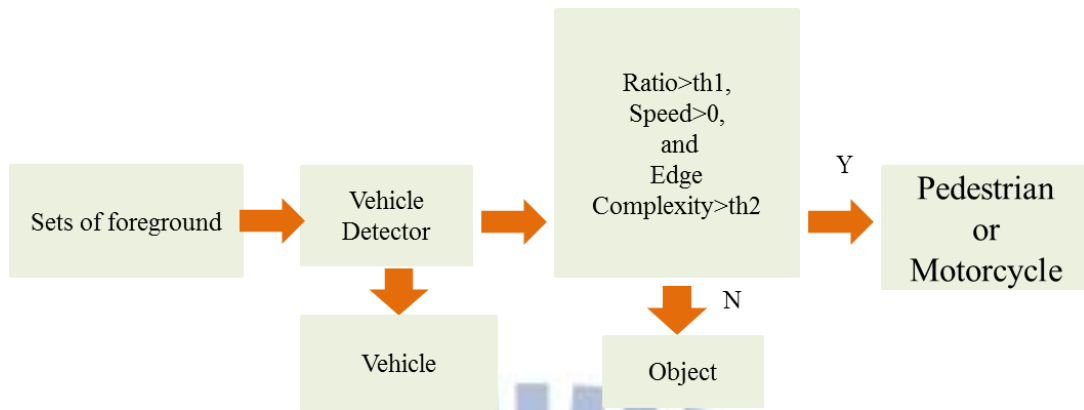 Sets of foreground
Vehicle
Detector
Vehicle
Ratio>th1,
Speed>0,
and
Edge
Complexity>th2
Y
N
Object
Pedestrian
or
Motorcycle